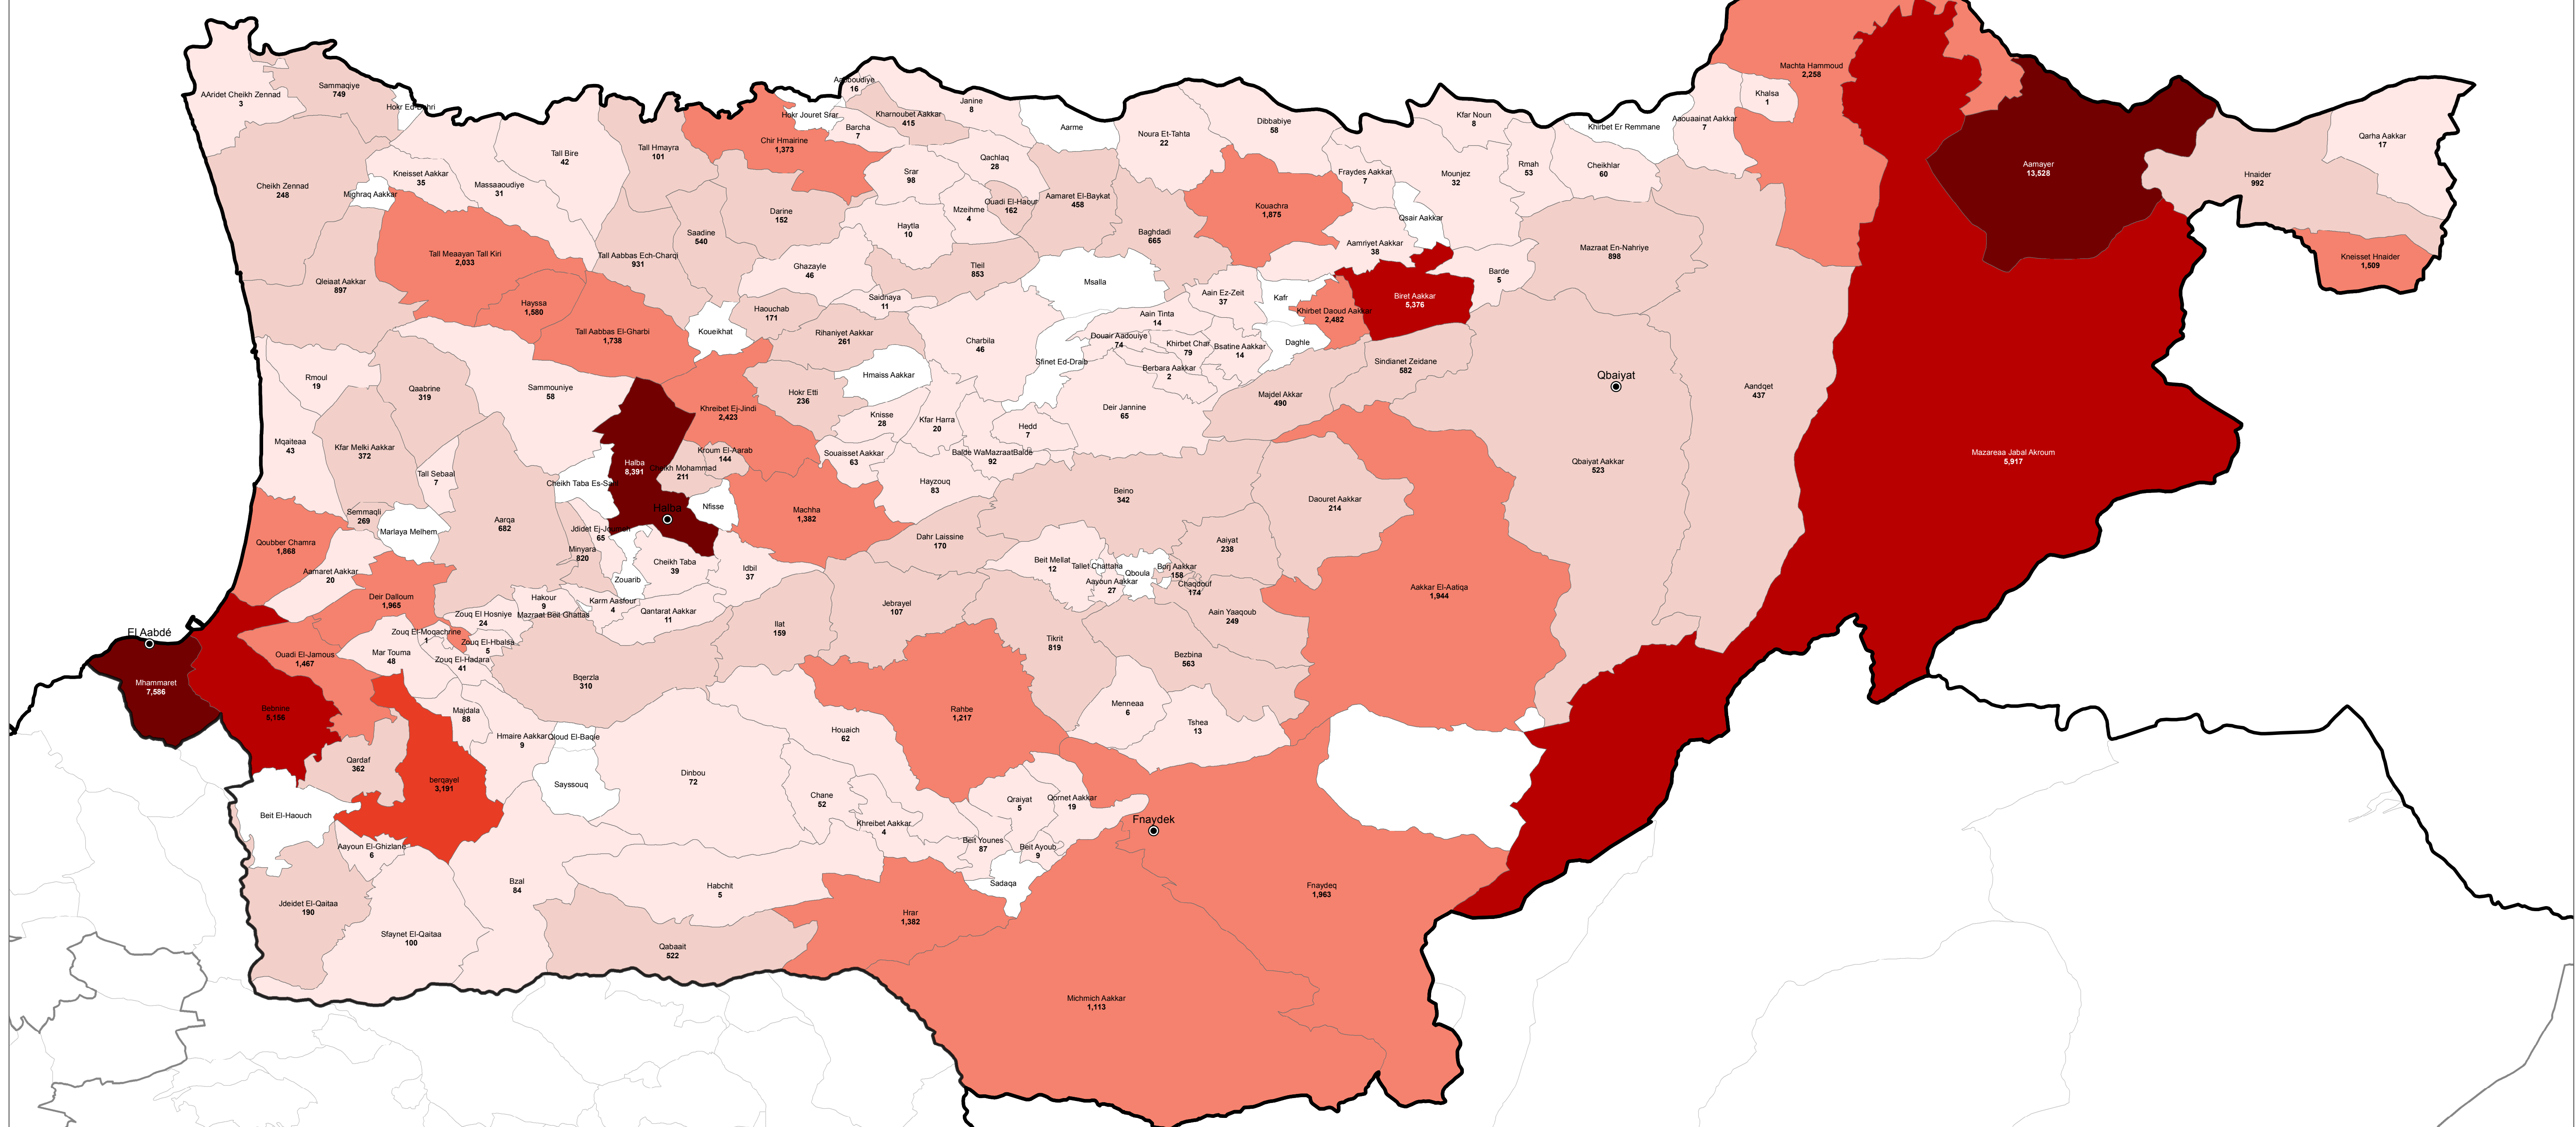 AAridet Cheikh Zennad
3
Sammaqiye
749
Hokr Ed-Dahri
Cheikh Zennad
248
Mighraq Aakkar
Kneisset Aakkar
35
Massaaoudiye
31
Tall Bire
42
Tall Hmayra
101
Chir Hmairine
1,373
Hokr Jouret Srar
Aabboudiye
16
Barcha
7
Kharnoubet Aakkar
415
Janine
8
Aarme
Noura Et-Tahta
22
Dibbabiye
58
Kfar Noun
8
Khirbet Er Remmane
Aaouaainat Aakkar
7
Khalsa
1
Machta Hammoud
2,258
Aamayer
13,528
Hnaider
992
Qarha Aakkar
17
Kneisset Hnaider
1,509
Qleiaat Aakkar
897
Tall Meaayan Tall Kiri
2,033
Hayssa
1,580
Tall Aabbas El-Gharbi
1,738
Tall Aabbas Ech-Charqi
931
Saadine
540
Darine
152
Srar
98
Qachlaq
28
Haytla
10
Mzeihme
4
Ouadi El-Haour
162
Aamaret El-Baykat
458
Baghdadi
665
Kouachra
1,875
Fraydes Aakkar
7
Mounjez
32
Rmah
53
Cheikhlar
60
Qsair Aakkar
Aamriyet Aakkar
38
Barde
5
Mazraat En-Nahriye
898
Ghazayle
46
Tleil
853
Msalla
Saidnaya
11
Haouchab
171
Koueikhat
Rihaniyet Aakkar
261
Charbila
46
Aain Ez-Zeit
37
Kafr
Khirbet Daoud Aakkar
2,482
Biret Aakkar
5,376
Aain Tinta
14
Douair Aadouiye
74
Khirbet Char
79
Bsatine Aakkar
14
Daghle
Sfinet Ed-Draib
Berbara Aakkar
2
Sindianet Zeidane
582
Majdel Akkar
490
Deir Jannine
65
Qbaiyat
Qbaiyat Aakkar
523
Aandqet
437
Mazareaa Jabal Akroum
5,917
Rmoul
19
Qaabrine
319
Sammouniye
58
Hmaiss Aakkar
Hokr Etti
236
Khreibet Ej-Jindi
2,423
Knisse
28
Kfar Harra
20
Hedd
7
Balde WaMazraatBalde
92
Mqaiteaa
43
Kfar Melki Aakkar
372
Tall Sebaal
7
Cheikh Taba Es-Sahl
Halba
8,391
Cheikh Mohammad
211
Kroum El-Aarab
144
Souaisset Aakkar
63
Hayzouq
83
Beino
342
Daouret Aakkar
214
Halba
Nfisse
Machha
1,382
Semmaqli
269
Marlaya Melhem
Aarqa
682
Jdidet Ej-Joumeh
65
Minyara
820
Qoubber Chamra
1,868
Aamaret Aakkar
20
Cheikh Taba
39
Idbil
37
Zouarib
Dahr Laissine
170
Beit Mellat
12
Tallet Chattaha
Aayoun Aakkar
27
Qboula
Borj Aakkar
158
Chaqdouf
174
Aaiyat
238
Aain Yaaqoub
249
Aakkar El-Aatiqa
1,944
Deir Dalloum
1,965
Zouq El Hosniye
24
Hakour
9
Mazraat Beit Ghattas
Karm Aasfour
4
Qantarat Aakkar
11
Ilat
159
Jebrayel
107
Tikrit
819
Bezbina
563
El Aabdé
Mhammaret
7,586
Bebnine
5,156
Ouadi El-Jamous
1,467
Mar Touma
48
Zouq El-Moqachrine
1
Zouq El-Hbalsa
5
Zouq El-Hadara
41
Bqerzla
310
Majdala
88
Hmaire Aakkar
9
Qloud El-Baqie
Sayssouq
Dinbou
72
Houaich
62
Rahbe
1,217
Menneaa
6
Tshea
13
Qardaf
362
berqayel
3,191
Beit El-Haouch
Aayoun El-Ghizlane
6
Chane
52
Khreibet Aakkar
4
Qraiyat
5
Qornet Aakkar
19
Beit Younes
87
Beit Ayoub
9
Sadaqa
Fnaydek
Fnaydeq
1,963
Jdeidet El-Qaitaa
190
Sfaynet El-Qaitaa
100
Bzal
84
Habchit
5
Hrar
1,382
Qabaait
522
Michmich Aakkar
1,113